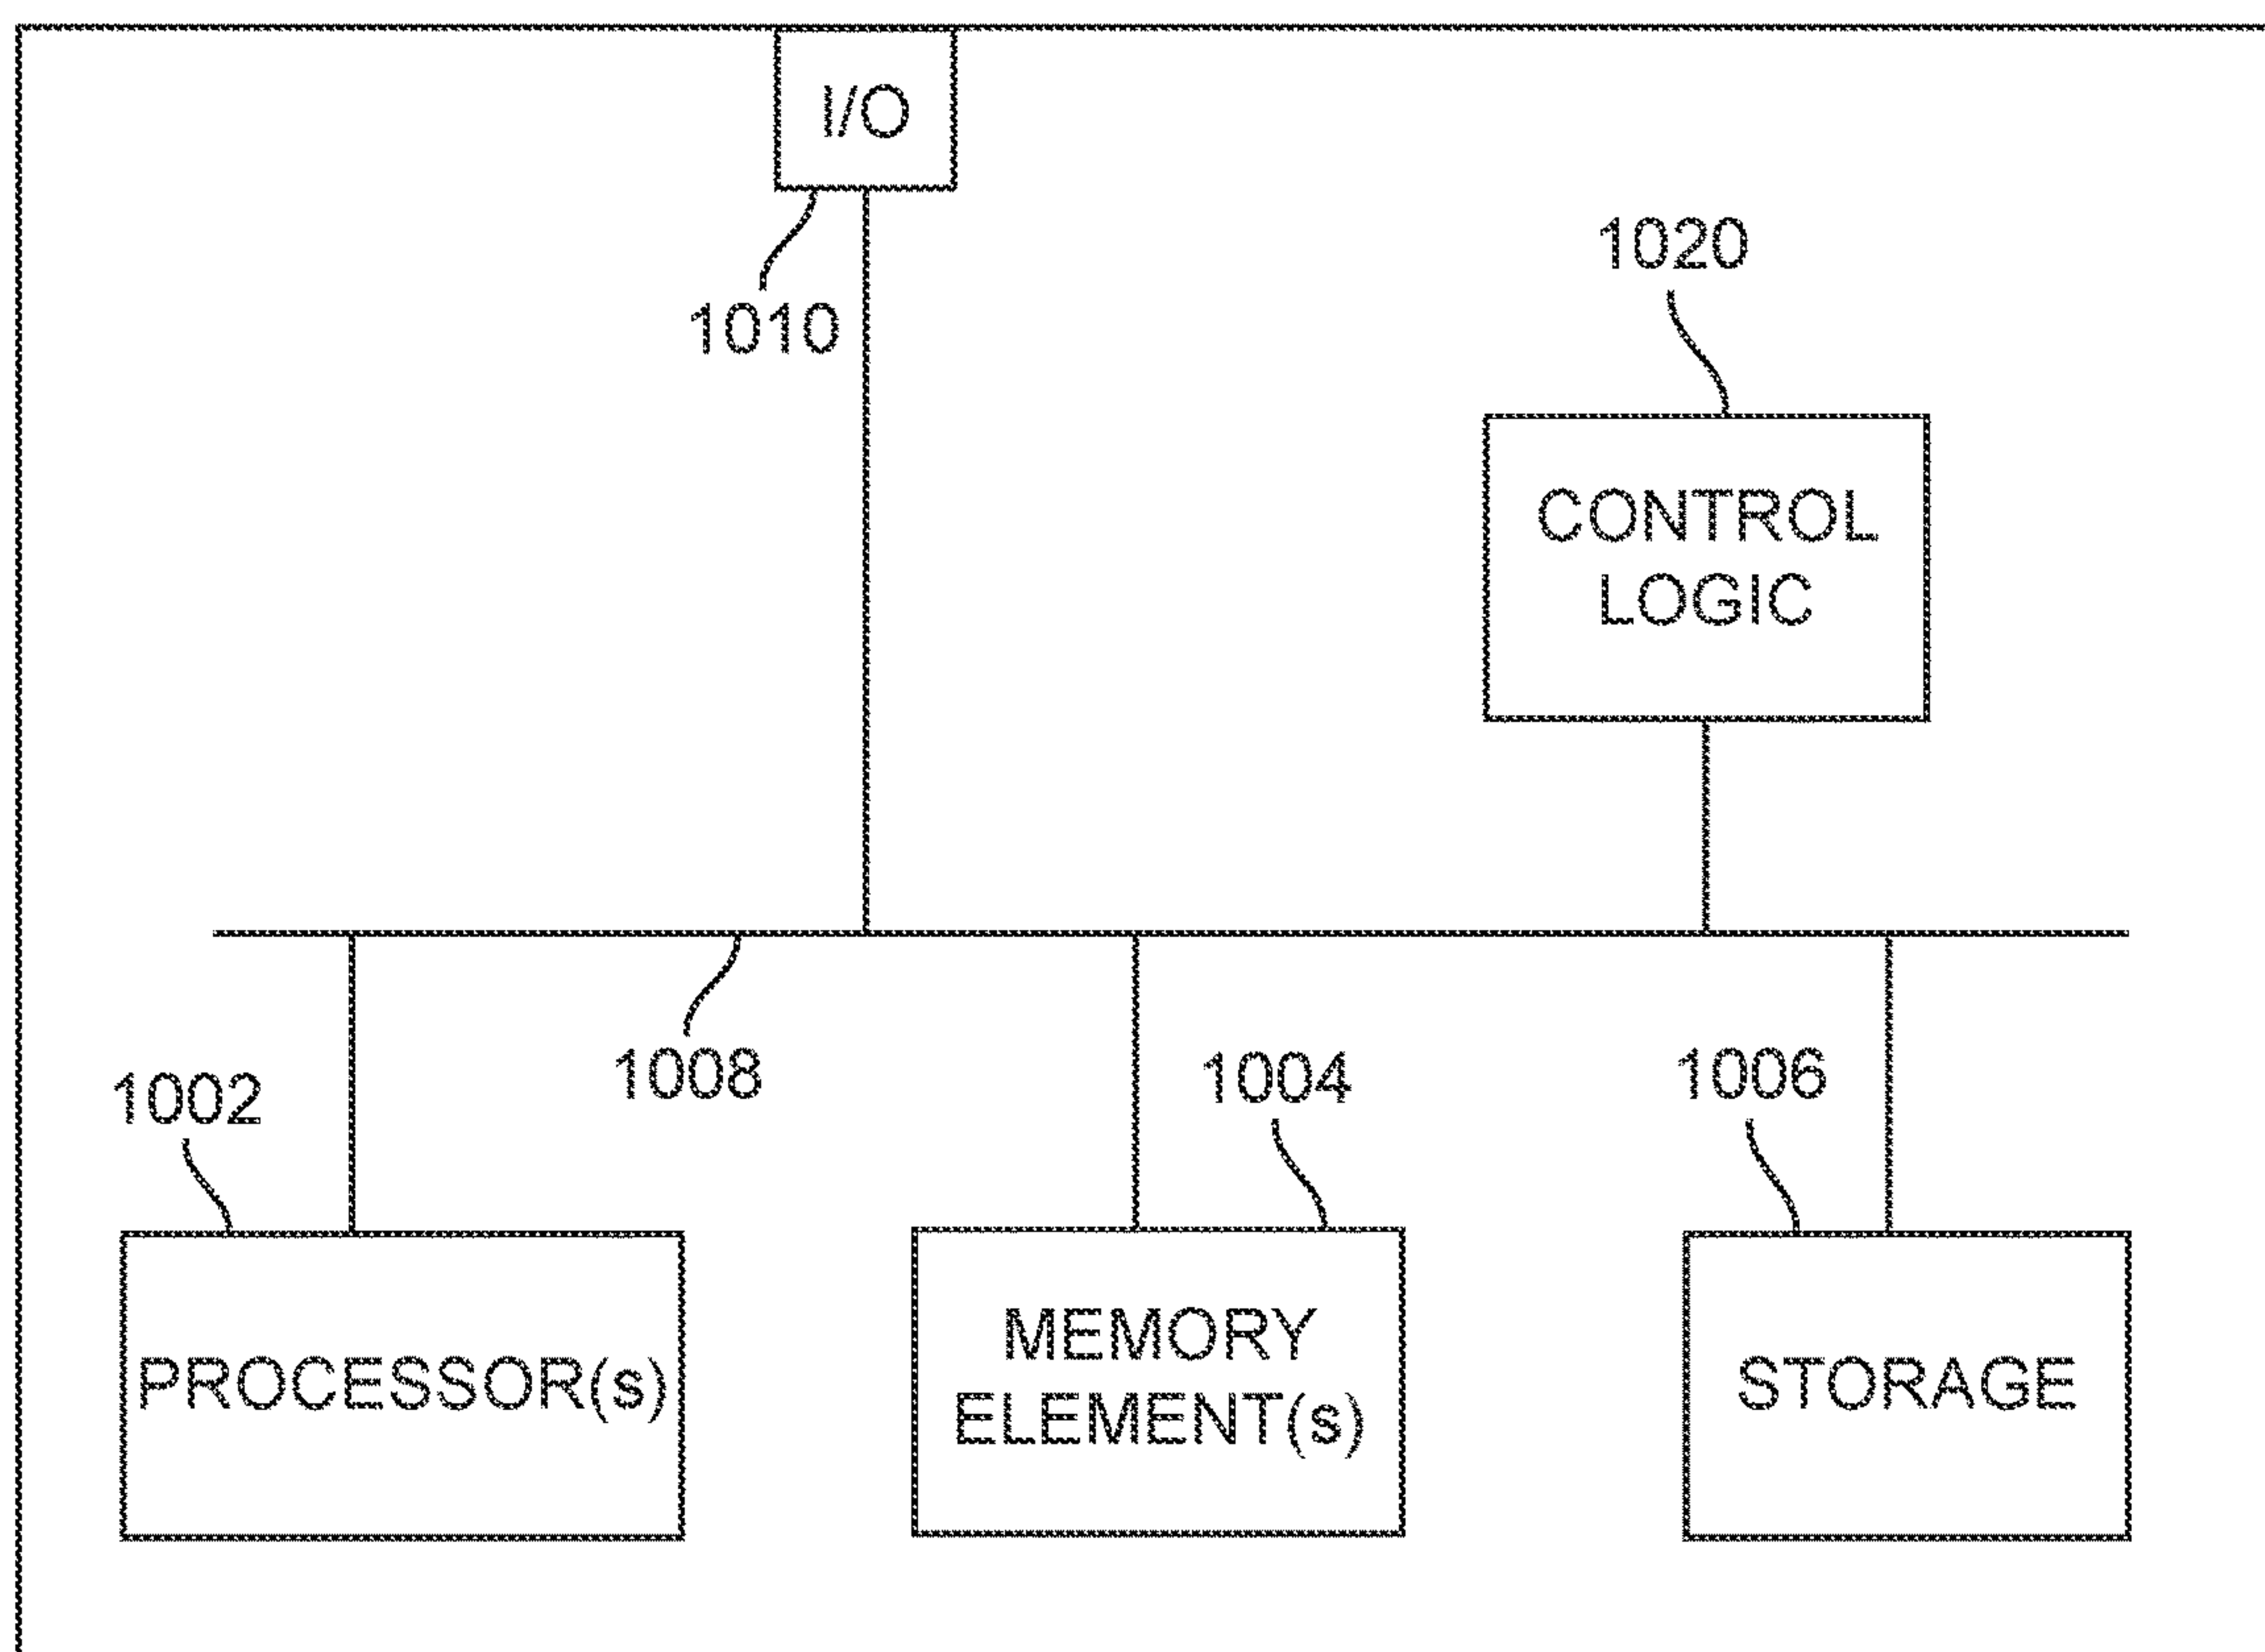 I/O
1010
1020
CONTROL
LOGIC
1008
1002
1004
1006
PROCESSOR(s)
MEMORY
ELEMENT(s)
STORAGE